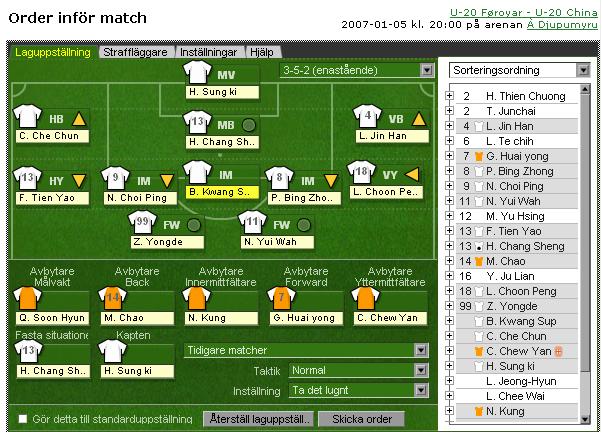 Order inför match
U-20 Føroyar - U-20 China
2007-01-05 kl. 20:00 på arenan Á Djúpumýru
Laguppställning Straffläggare Inställningar Hjälp
3-5-2 (enastående)
MV
H. Sung ki
HB
C. Che Chun
13 MB
H. Chang Sh..
4 VB
L. Jin Han
13 HY
F. Tien Yao
9 IM
N. Choi Ping
IM
B. Kwang S..
8 IM
P. Bing Zho..
18 VY
L. Choon Pe..
99 FW
Z. Yongde
11 FW
N. Yui Wah
Avbytare Målvakt
Q. Soon Hyun
Avbytare Back
14
M. Chao
Avbytare Innermittfältare
N. Kung
Avbytare Forward
7
G. Huai yong
Avbytare Yttermittfältare
C. Chew Yan
Fasta situatione
13
H. Chang Sh..
Kapten
H. Sung ki
Tidigare matcher
Taktik Normal
Inställning Ta det lugnt
Gör detta till standarduppställning
Återställ laguppställ..
Skicka order
Sorteringsordning
2 H. Thien Chuong
2 T. Junchai
4 L. Jin Han
6 L. Te chih
7 G. Huai yong
8 P. Bing Zhong
9 N. Choi Ping
11 N. Yui Wah
12 M. Yu Hsing
13 F. Tien Yao
13 H. Chang Sheng
14 M. Chao
16 Y. Ju Lian
18 L. Choon Peng
99 Z. Yongde
B. Kwang Sup
C. Che Chun
C. Chew Yan
H. Sung ki
L. Jeong-Hyun
L. Chee Wai
N. Kung